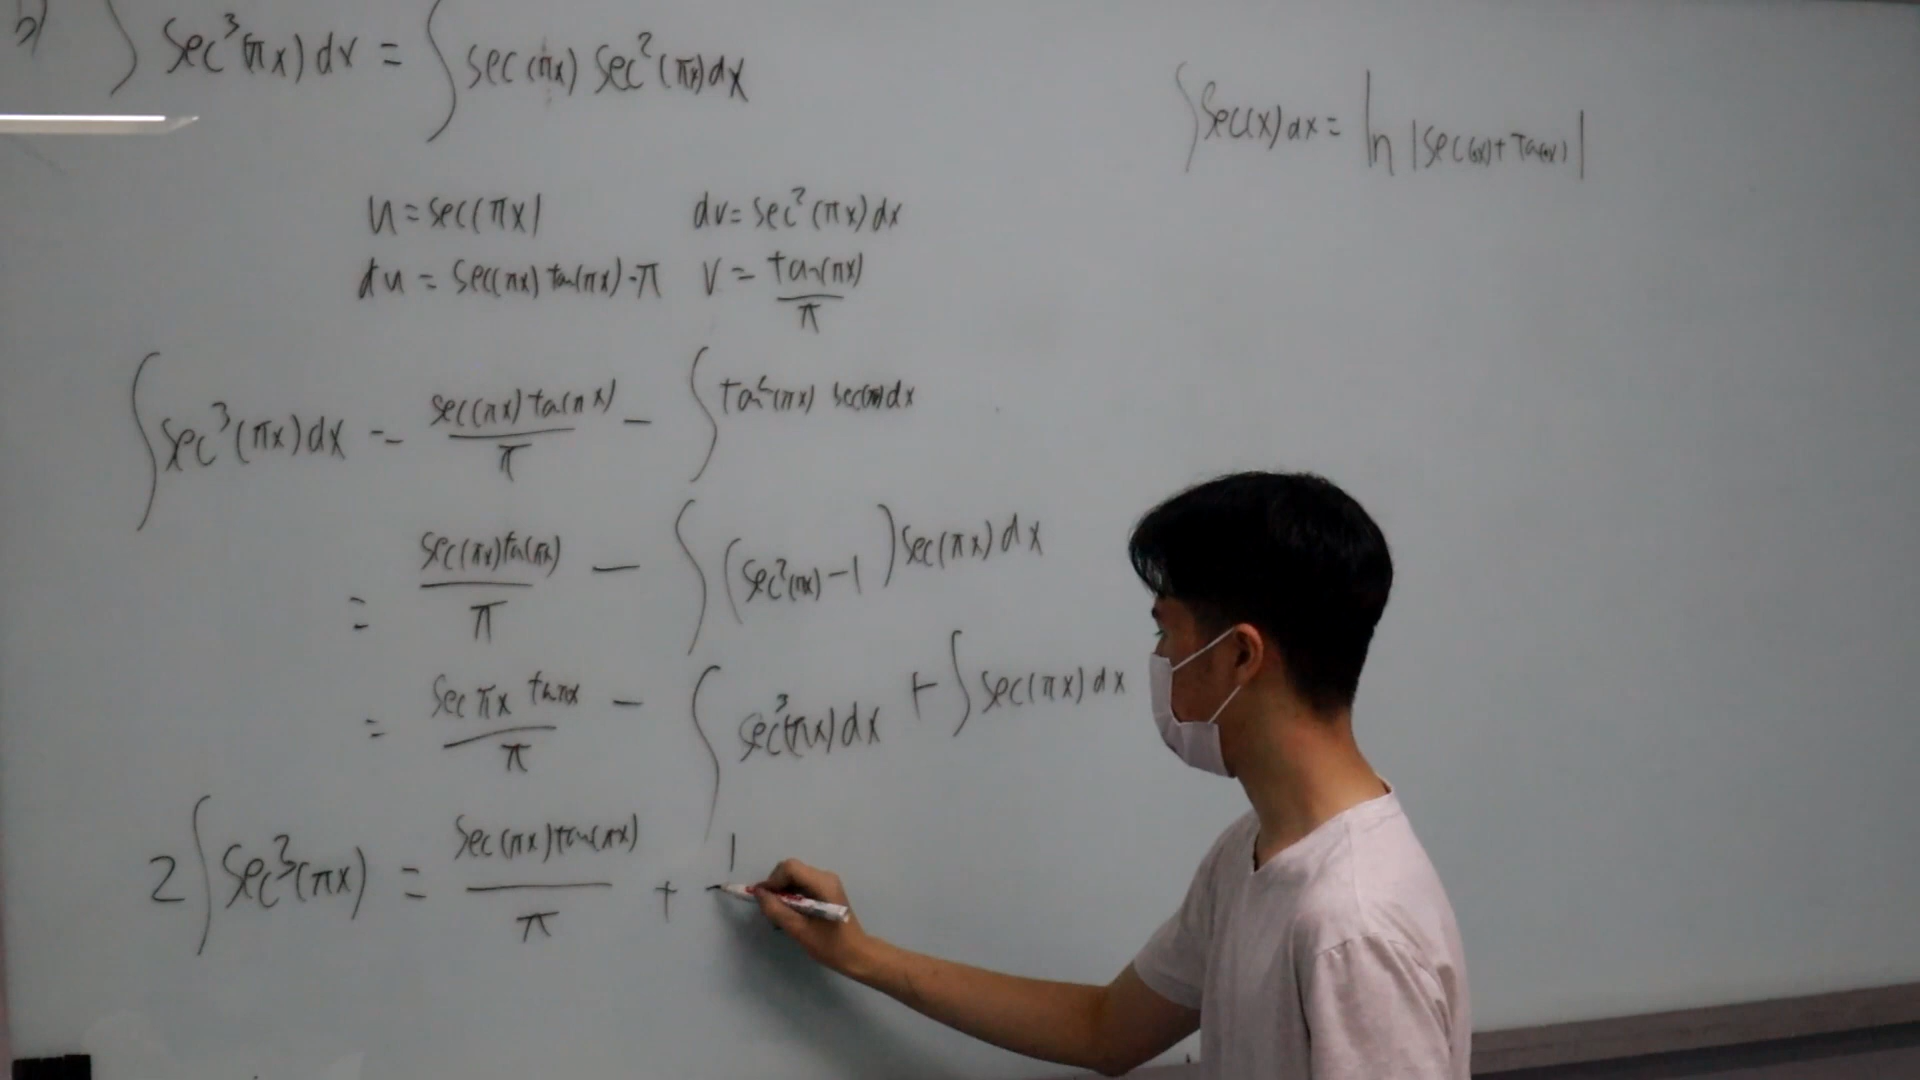 b) ∫ sec³(πx) dx = ∫ sec(πx) sec²(πx) dx
∫ sec(x) dx = ln |sec(x) + Tan(x)|
u = sec(πx) dv = sec²(πx) dx
du = sec(πx) tan(πx) · π v = tan(πx)/π
∫ sec³(πx) dx = sec(πx) tan(πx)/π − ∫ tan²(πx) sec(πx) dx
= sec(πx) tan(πx)/π − ∫ (sec²(πx) − 1) sec(πx) dx
= sec πx tan πx/π − ∫ sec³(πx) dx + ∫ sec(πx) dx
2 ∫ sec³(πx) = sec(πx) tan(πx)/π + 1